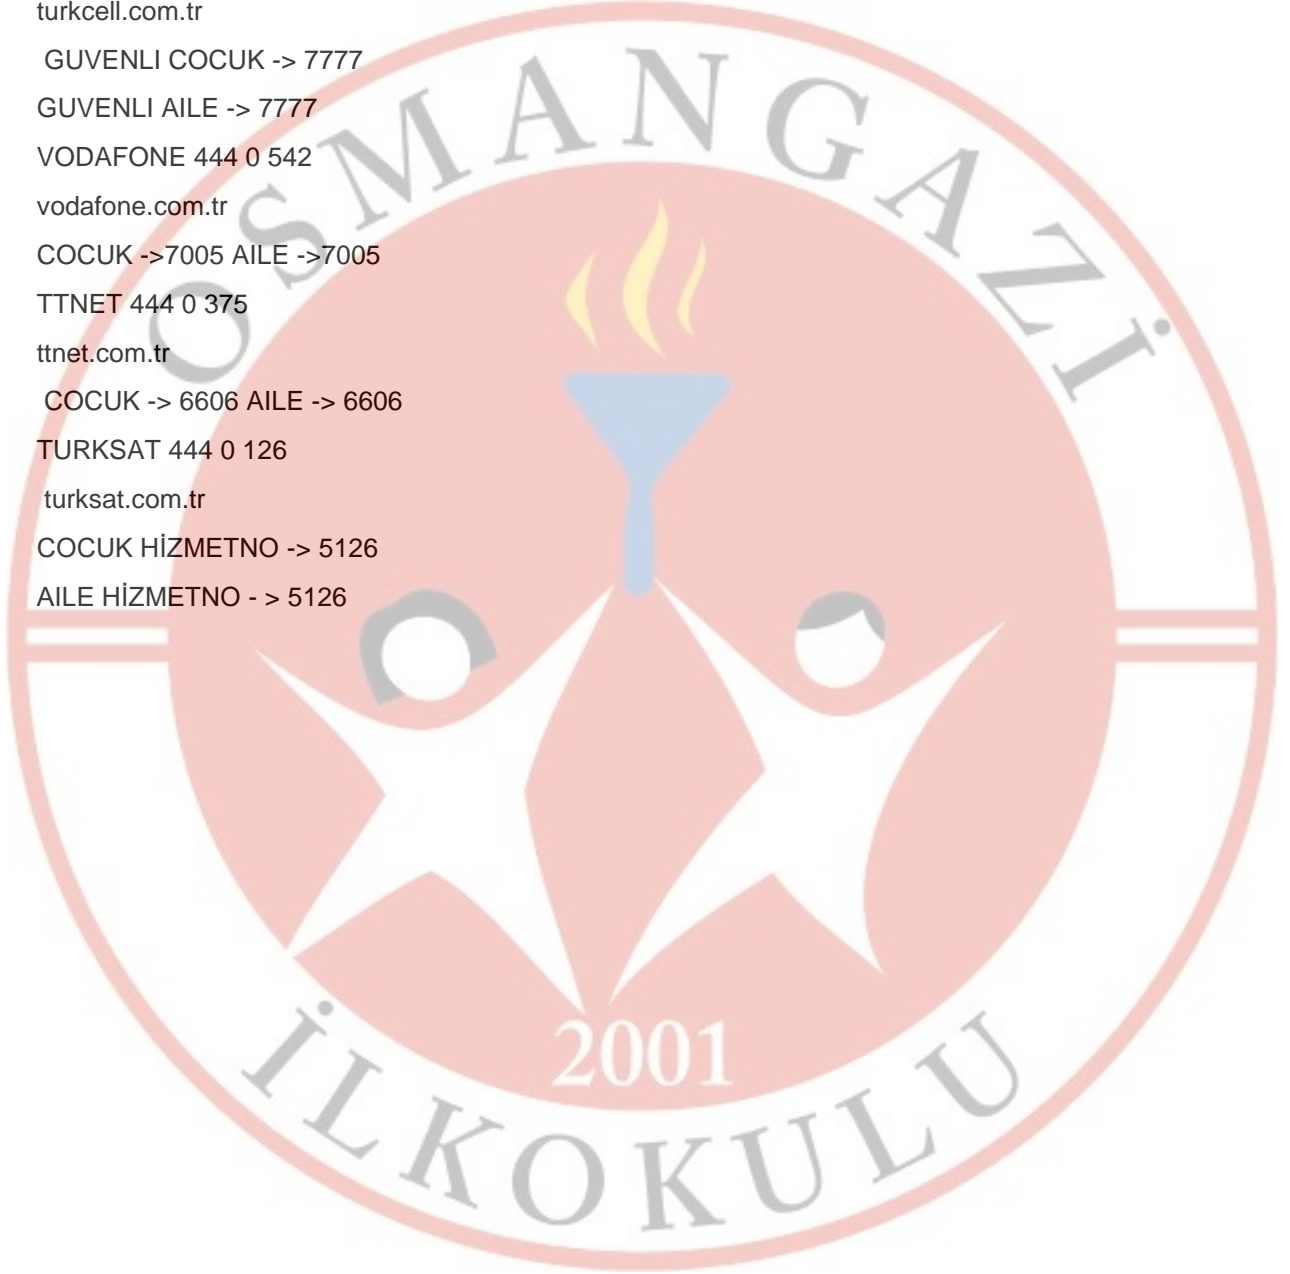 turkcell.com.tr
GUVENLI COCUK -> 7777
GUVENLI AILE -> 7777
VODAFONE 444 0 542
vodafone.com.tr
COCUK ->7005 AILE ->7005
TTNET 444 0 375
ttnet.com.tr
COCUK -> 6606 AILE -> 6606
TURKSAT 444 0 126
turksat.com.tr
COCUK HİZMETNO -> 5126
AILE HİZMETNO - > 5126
OSMANGAZİ
2001
İLKOKULU